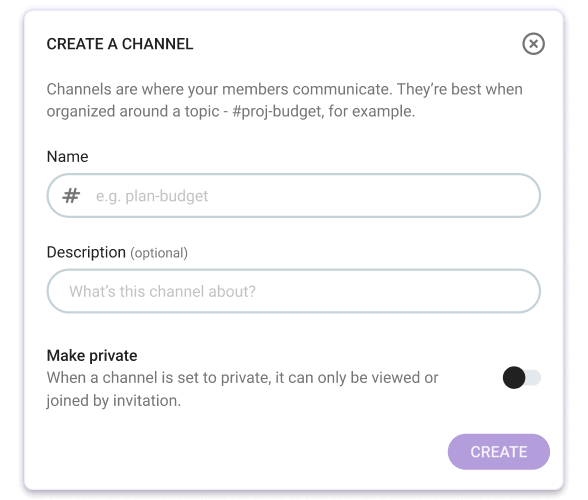 CREATE A CHANNEL
Channels are where your members communicate. They’re best when
organized around a topic - #proj-budget, for example.
Name
# e.g. plan-budget
Description (optional)
What’s this channel about?
Make private
When a channel is set to private, it can only be viewed or
joined by invitation.
CREATE